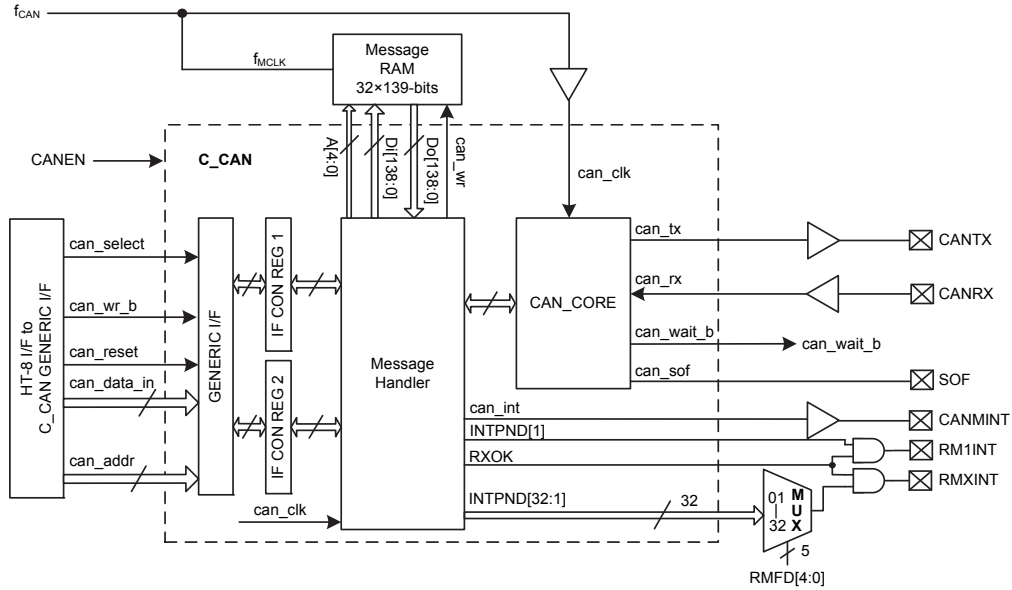 fCAN
Message
RAM
32×139-bits
fMCLK
A[4:0]
Di[138:0]
Do[138:0]
can_wr
CANEN
C_CAN
can_clk
HT-8 I/F to
C_CAN GENERIC I/F
can_select
can_wr_b
can_reset
can_data_in
can_addr
GENERIC I/F
IF CON REG 1
IF CON REG 2
can_clk
Message
Handler
CAN_CORE
can_tx
CANTX
can_rx
CANRX
can_wait_b
can_wait_b
can_sof
SOF
can_int
CANMINT
INTPND[1]
RM1INT
RXOK
RMXINT
INTPND[32:1]
32
01
32
MUX
5
RMFD[4:0]